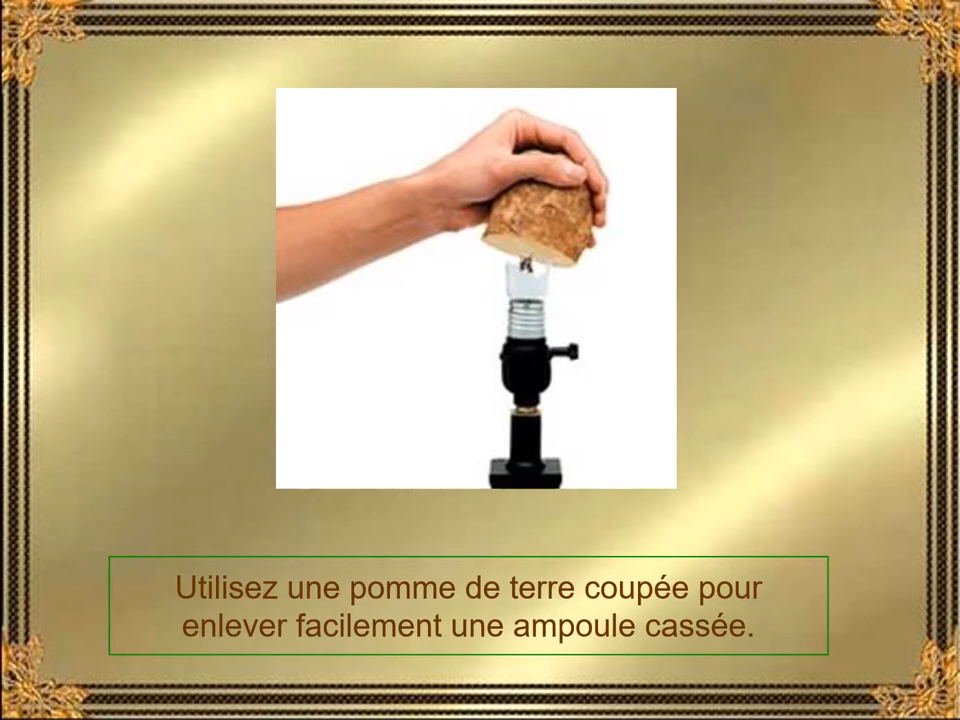 Utilisez une pomme de terre coupée pour
enlever facilement une ampoule cassée.